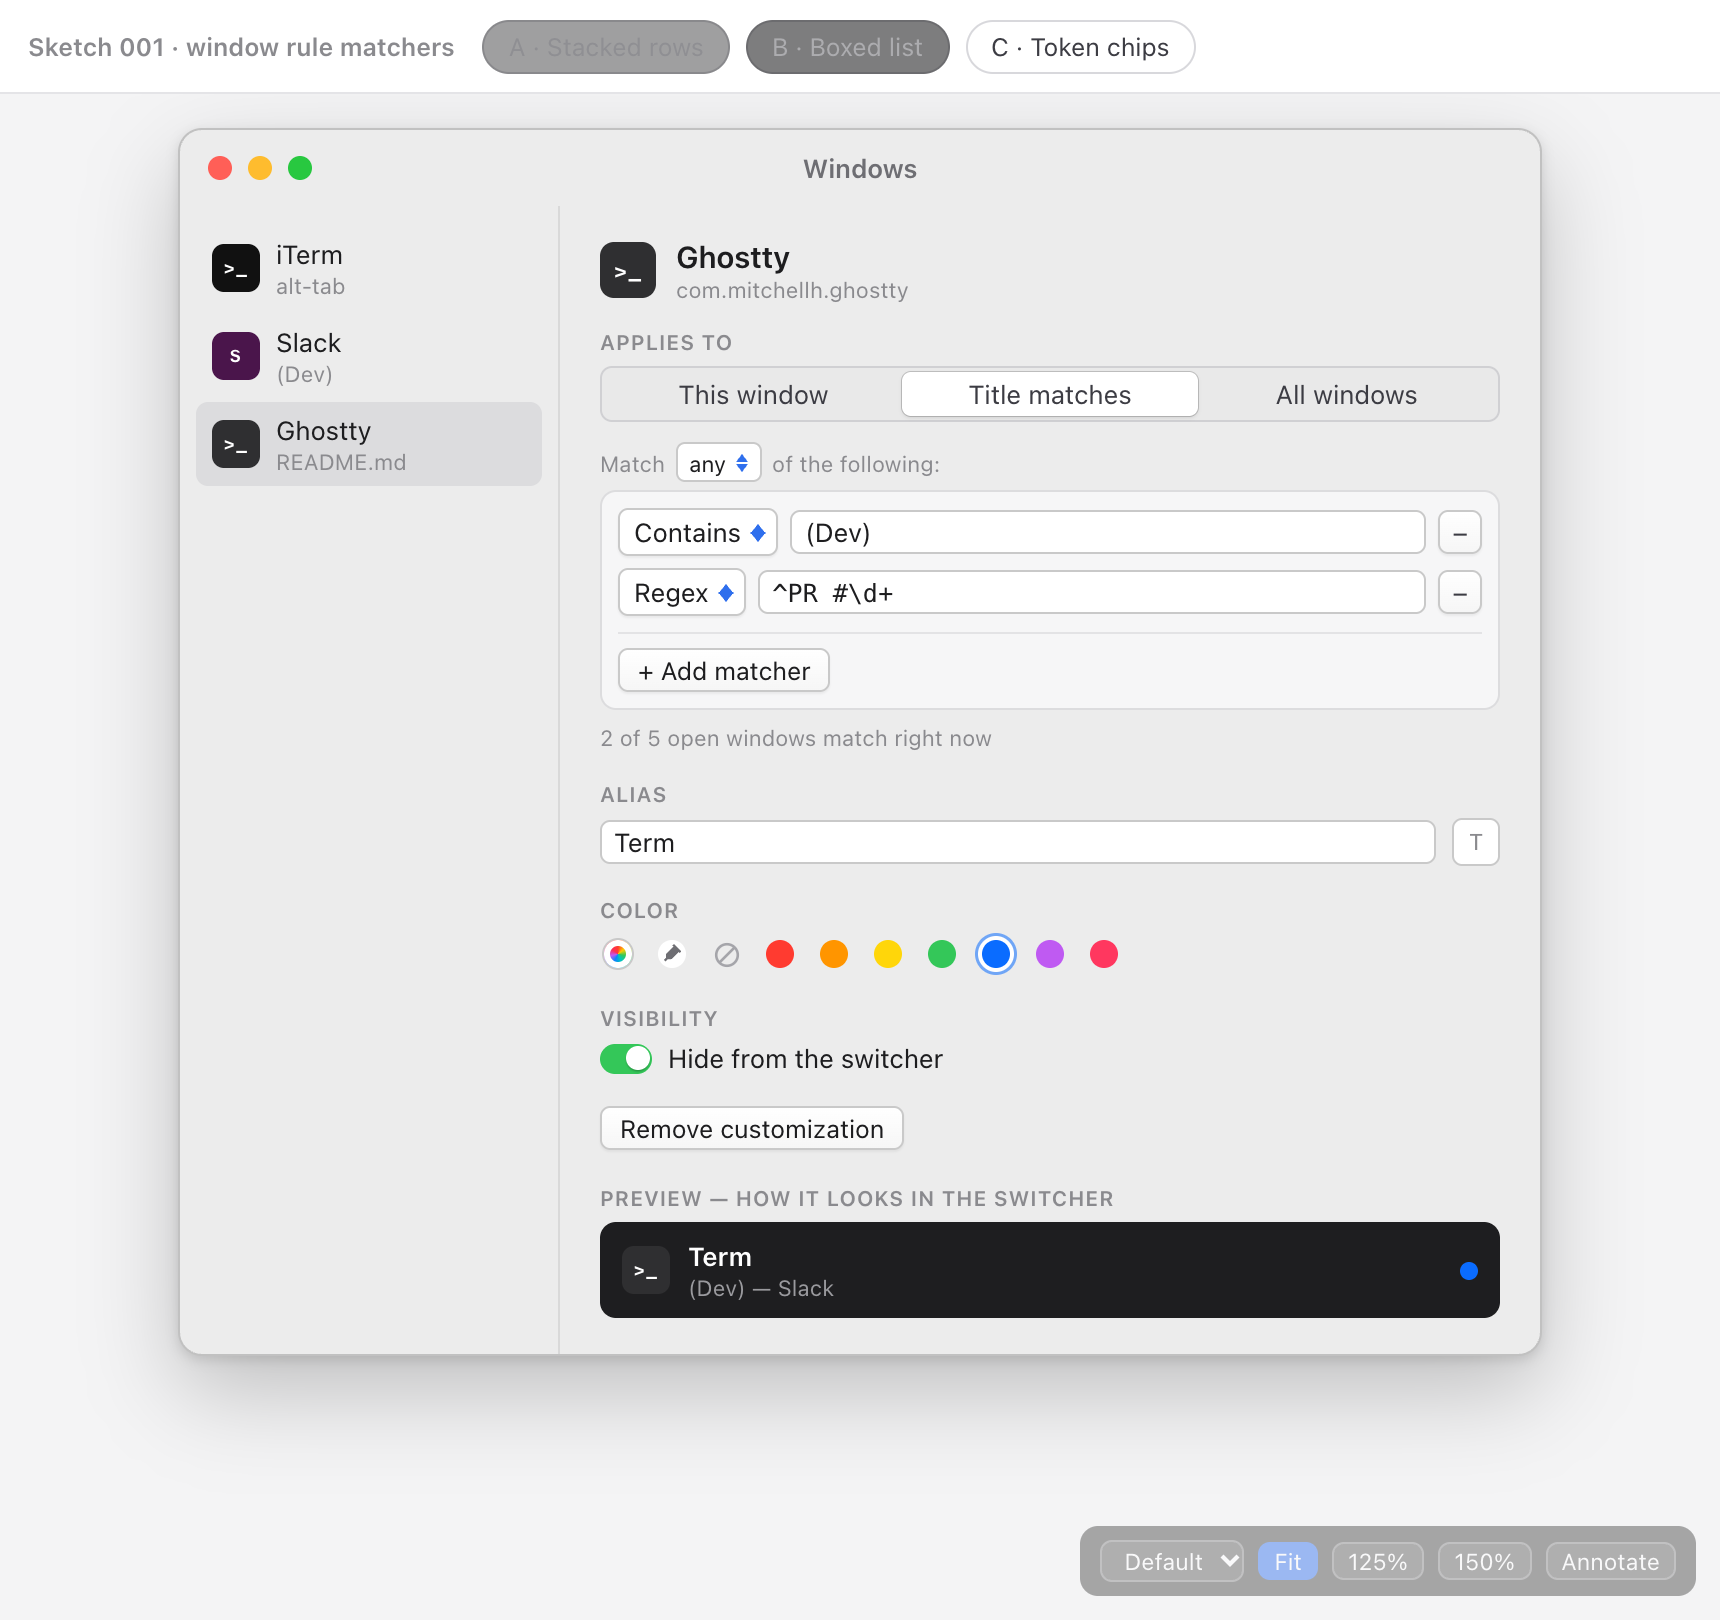 Sketch 001 · window rule matchers
A · Stacked rows
B · Boxed list
C · Token chips
Windows
>_
iTerm
alt-tab
S
Slack
(Dev)
>_
Ghostty
README.md
>_
Ghostty
com.mitchellh.ghostty
APPLIES TO
This window
Title matches
All windows
Match any of the following:
Contains
(Dev)
–
Regex
^PR #\d+
–
+ Add matcher
2 of 5 open windows match right now
ALIAS
Term
T
COLOR
VISIBILITY
Hide from the switcher
Remove customization
PREVIEW — HOW IT LOOKS IN THE SWITCHER
>_
Term
(Dev) — Slack
Default
Fit
125%
150%
Annotate